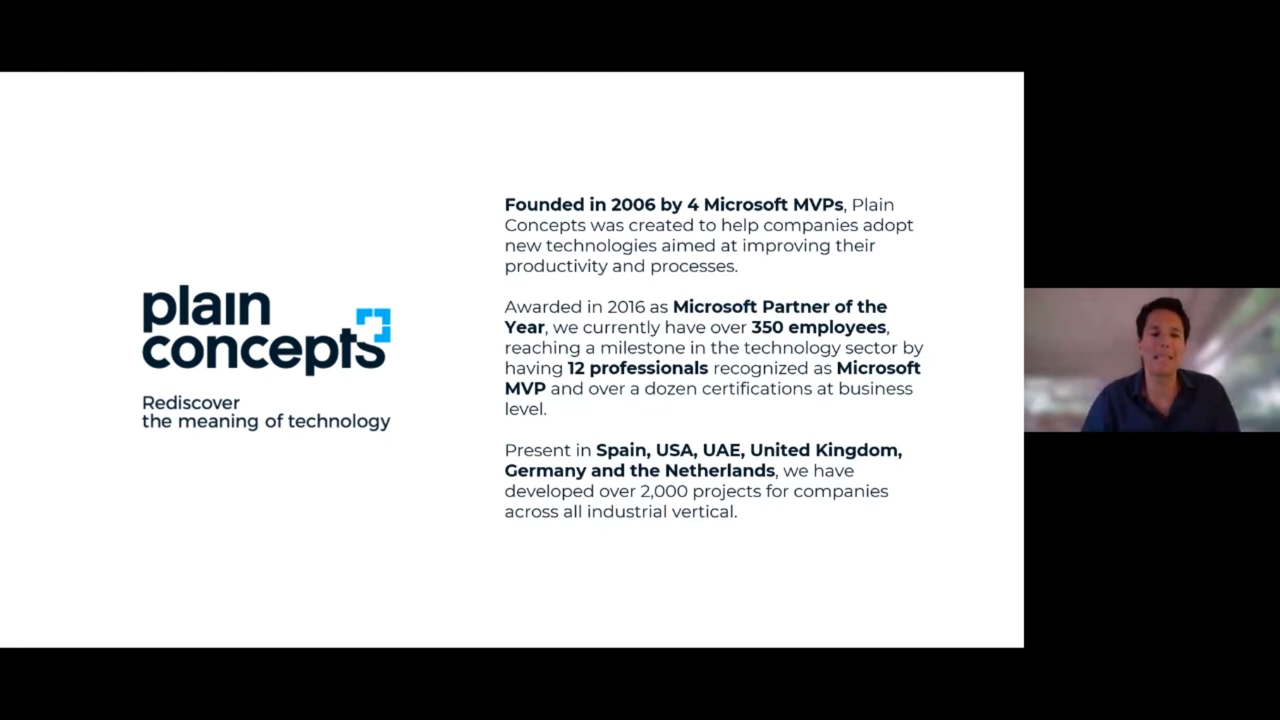 plain
concepts
Rediscover
the meaning of technology
Founded in 2006 by 4 Microsoft MVPs, Plain
Concepts was created to help companies adopt
new technologies aimed at improving their
productivity and processes.
Awarded in 2016 as Microsoft Partner of the
Year, we currently have over 350 employees,
reaching a milestone in the technology sector by
having 12 professionals recognized as Microsoft
MVP and over a dozen certifications at business
level.
Present in Spain, USA, UAE, United Kingdom,
Germany and the Netherlands, we have
developed over 2,000 projects for companies
across all industrial vertical.